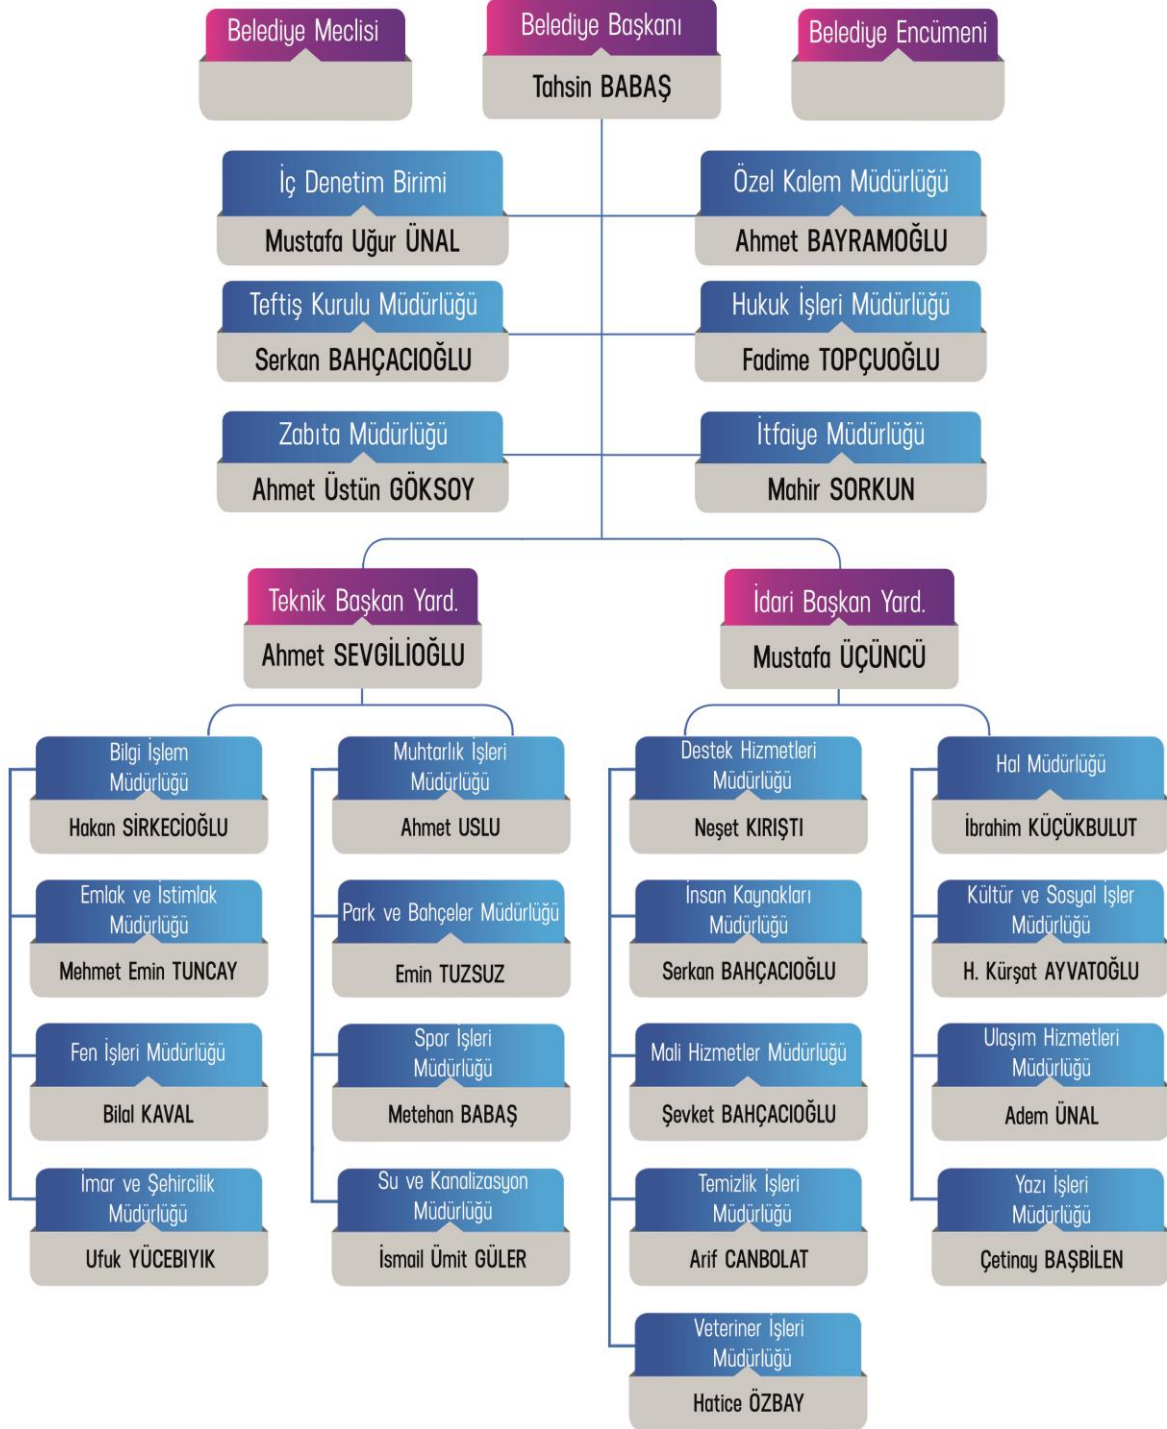 Belediye Meclisi
Belediye Başkanı
Tahsin BABAŞ
Belediye Encümeni
İç Denetim Birimi
Mustafa Uğur ÜNAL
Özel Kalem Müdürlüğü
Ahmet BAYRAMOĞLU
Teftiş Kurulu Müdürlüğü
Serkan BAHÇACIOĞLU
Hukuk İşleri Müdürlüğü
Fadime TOPÇUOĞLU
Zabıta Müdürlüğü
Ahmet Üstün GÖKSOY
İtfaiye Müdürlüğü
Mahir SORKUN
Teknik Başkan Yard.
Ahmet SEVGİLİOĞLU
İdari Başkan Yard.
Mustafa ÜÇÜNCÜ
Bilgi İşlem
Müdürlüğü
Hakan SİRKECİOĞLU
Muhtarlık İşleri
Müdürlüğü
Ahmet USLU
Destek Hizmetleri
Müdürlüğü
Neşet KIRIŞTI
Hal Müdürlüğü
İbrahim KÜÇÜKBULUT
Emlak ve İstimlak
Müdürlüğü
Mehmet Emin TUNCAY
Park ve Bahçeler Müdürlüğü
Emin TUZSUZ
İnsan Kaynakları
Müdürlüğü
Serkan BAHÇACIOĞLU
Kültür ve Sosyal İşler
Müdürlüğü
H. Kürşat AYVATOĞLU
Fen İşleri Müdürlüğü
Bilal KAVAL
Spor İşleri
Müdürlüğü
Metehan BABAŞ
Mali Hizmetler Müdürlüğü
Şevket BAHÇACIOĞLU
Ulaşım Hizmetleri
Müdürlüğü
Adem ÜNAL
İmar ve Şehircilik
Müdürlüğü
Ufuk YÜCEBIYIK
Su ve Kanalizasyon
Müdürlüğü
İsmail Ümit GÜLER
Temizlik İşleri
Müdürlüğü
Arif CANBOLAT
Yazı İşleri
Müdürlüğü
Çetinay BAŞBİLEN
Veteriner İşleri
Müdürlüğü
Hatice ÖZBAY